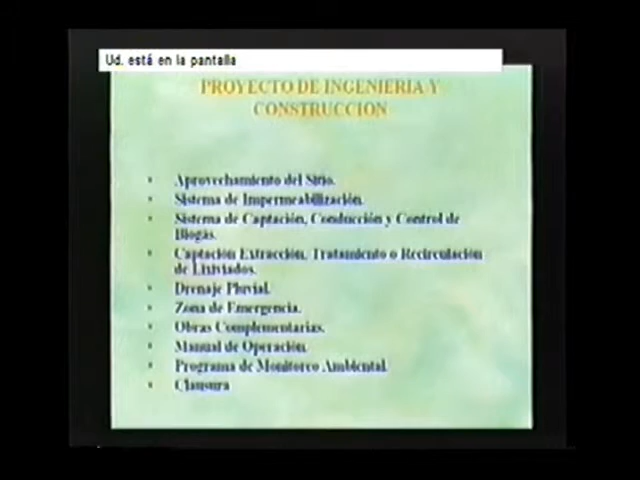 Ud. está en la pantalla
PROYECTO DE INGENIERIA Y
CONSTRUCCION
• Aprovechamiento del Sitio.
• Sistema de Impermeabilización.
• Sistema de Captación, Conducción y Control de
Biogás.
• Captación Extracción, Tratamiento o Recirculación
de Lixiviados.
• Drenaje Pluvial.
• Zona de Emergencia.
• Obras Complementarias.
• Manual de Operación.
• Programa de Monitoreo Ambiental.
• Clausura